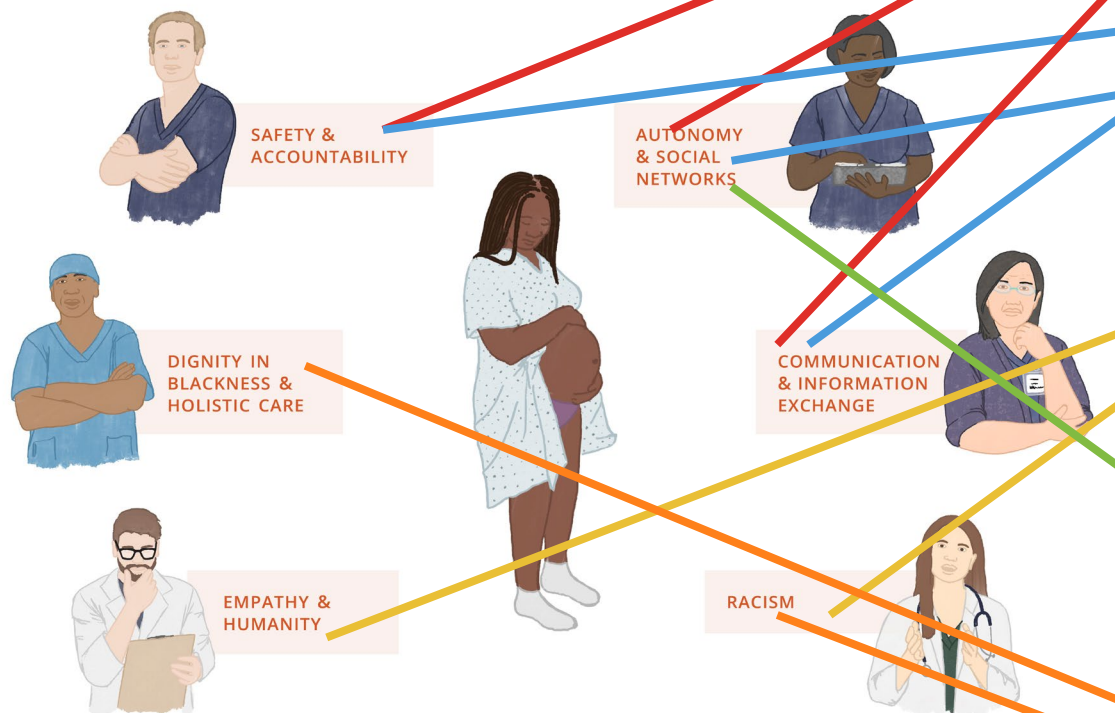 SAFETY &
ACCOUNTABILITY
AUTONOMY
& SOCIAL
NETWORKS
DIGNITY IN
BLACKNESS &
HOLISTIC CARE
COMMUNICATION
& INFORMATION
EXCHANGE
EMPATHY &
HUMANITY
RACISM